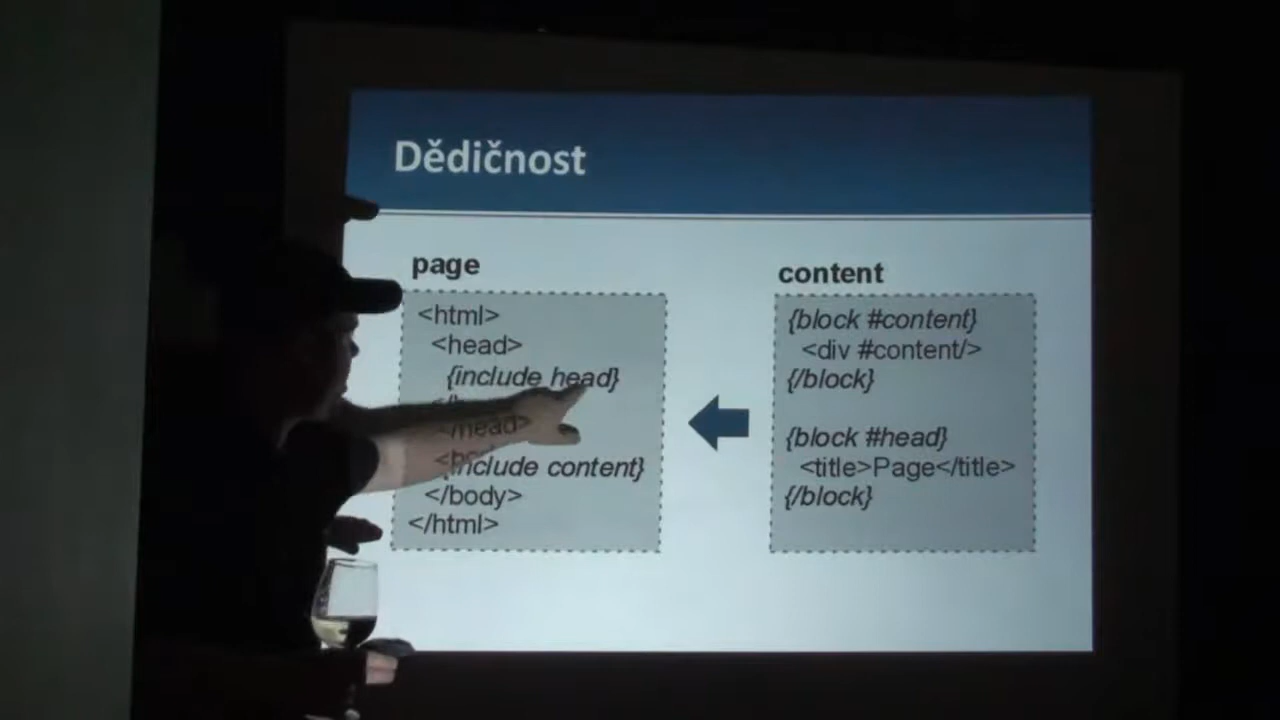 Dědičnost
page
<html>
<head>
{include head}
</head>
{include content}
</body>
</html>
content
{block #content}
<div #content/>
{/block}
{block #head}
<title>Page</title>
{/block}